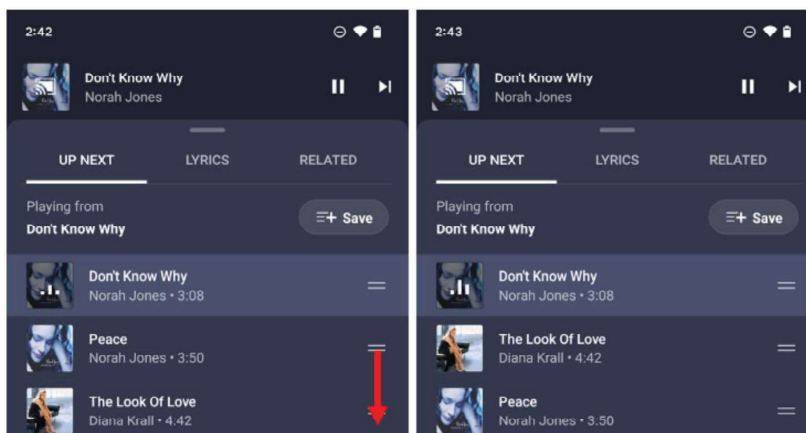 2:42
Don't Know Why
Norah Jones
UP NEXT LYRICS RELATED
Playing from
Don't Know Why
Save
Don't Know Why
Norah Jones • 3:08
Peace
Norah Jones • 3:50
The Look Of Love
Diana Krall • 4:42
2:43
Don't Know Why
Norah Jones
UP NEXT LYRICS RELATED
Playing from
Don't Know Why
Save
Don't Know Why
Norah Jones • 3:08
The Look Of Love
Diana Krall • 4:42
Peace
Norah Jones • 3:50